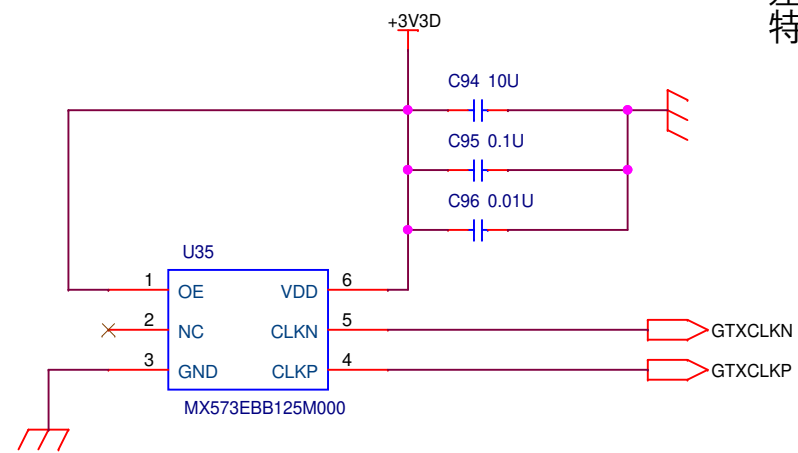 特
+3V3D
C94 10U
C95 0.1U
C96 0.01U
U35
1 OE VDD 6
2 NC CLKN 5 GTXCLKN
3 GND CLKP 4 GTXCLKP
MX573EBB125M000